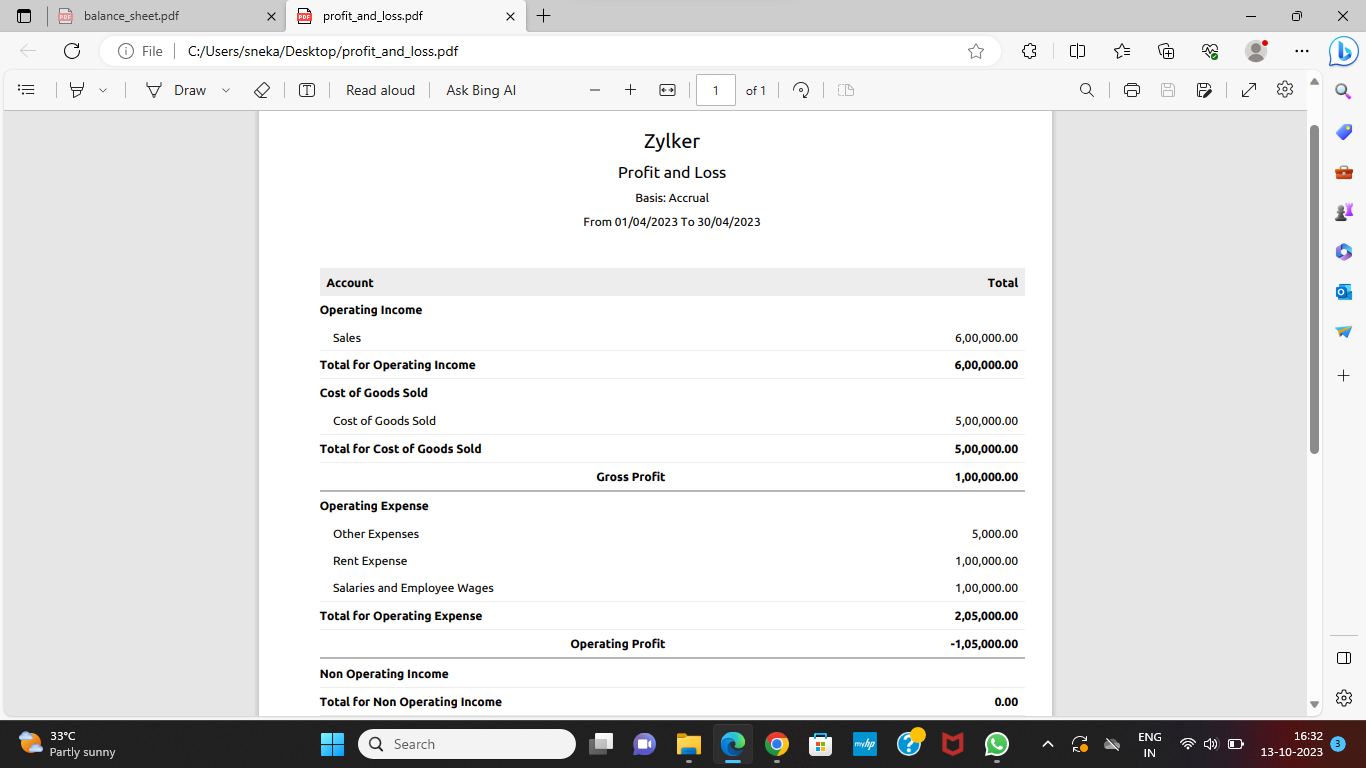 balance_sheet.pdf
profit_and_loss.pdf
File
C:/Users/sneka/Desktop/profit_and_loss.pdf
Draw
Read aloud
Ask Bing AI
1
of 1
Zylker
Profit and Loss
Basis: Accrual
From 01/04/2023 To 30/04/2023
Account Total
Operating Income
Sales 6,00,000.00
Total for Operating Income 6,00,000.00
Cost of Goods Sold
Cost of Goods Sold 5,00,000.00
Total for Cost of Goods Sold 5,00,000.00
Gross Profit 1,00,000.00
Operating Expense
Other Expenses 5,000.00
Rent Expense 1,00,000.00
Salaries and Employee Wages 1,00,000.00
Total for Operating Expense 2,05,000.00
Operating Profit -1,05,000.00
Non Operating Income
Total for Non Operating Income 0.00
33°C
Partly sunny
Search
myhp
ENG
IN
16:32
13-10-2023
3